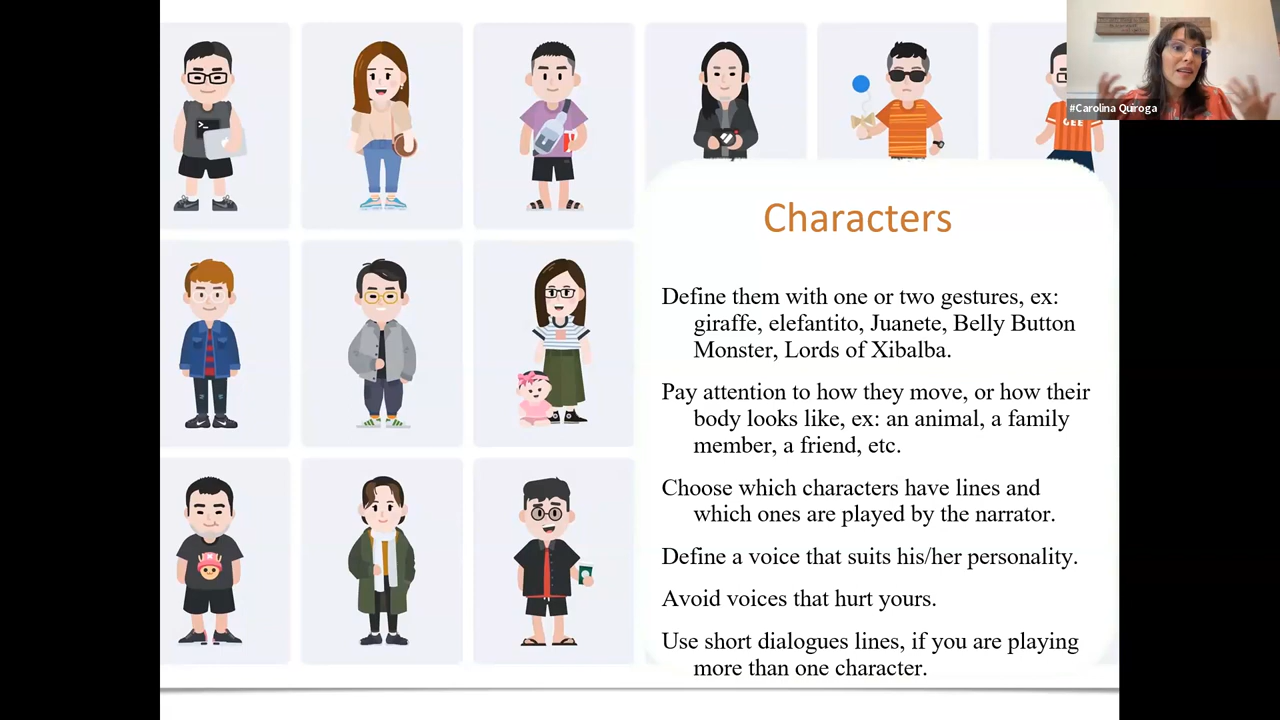 #Carolina Quiroga
>_
GEE
Characters
Define them with one or two gestures, ex:
giraffe, elefantito, Juanete, Belly Button
Monster, Lords of Xibalba.
Pay attention to how they move, or how their
body looks like, ex: an animal, a family
member, a friend, etc.
Choose which characters have lines and
which ones are played by the narrator.
Define a voice that suits his/her personality.
Avoid voices that hurt yours.
Use short dialogues lines, if you are playing
more than one character.